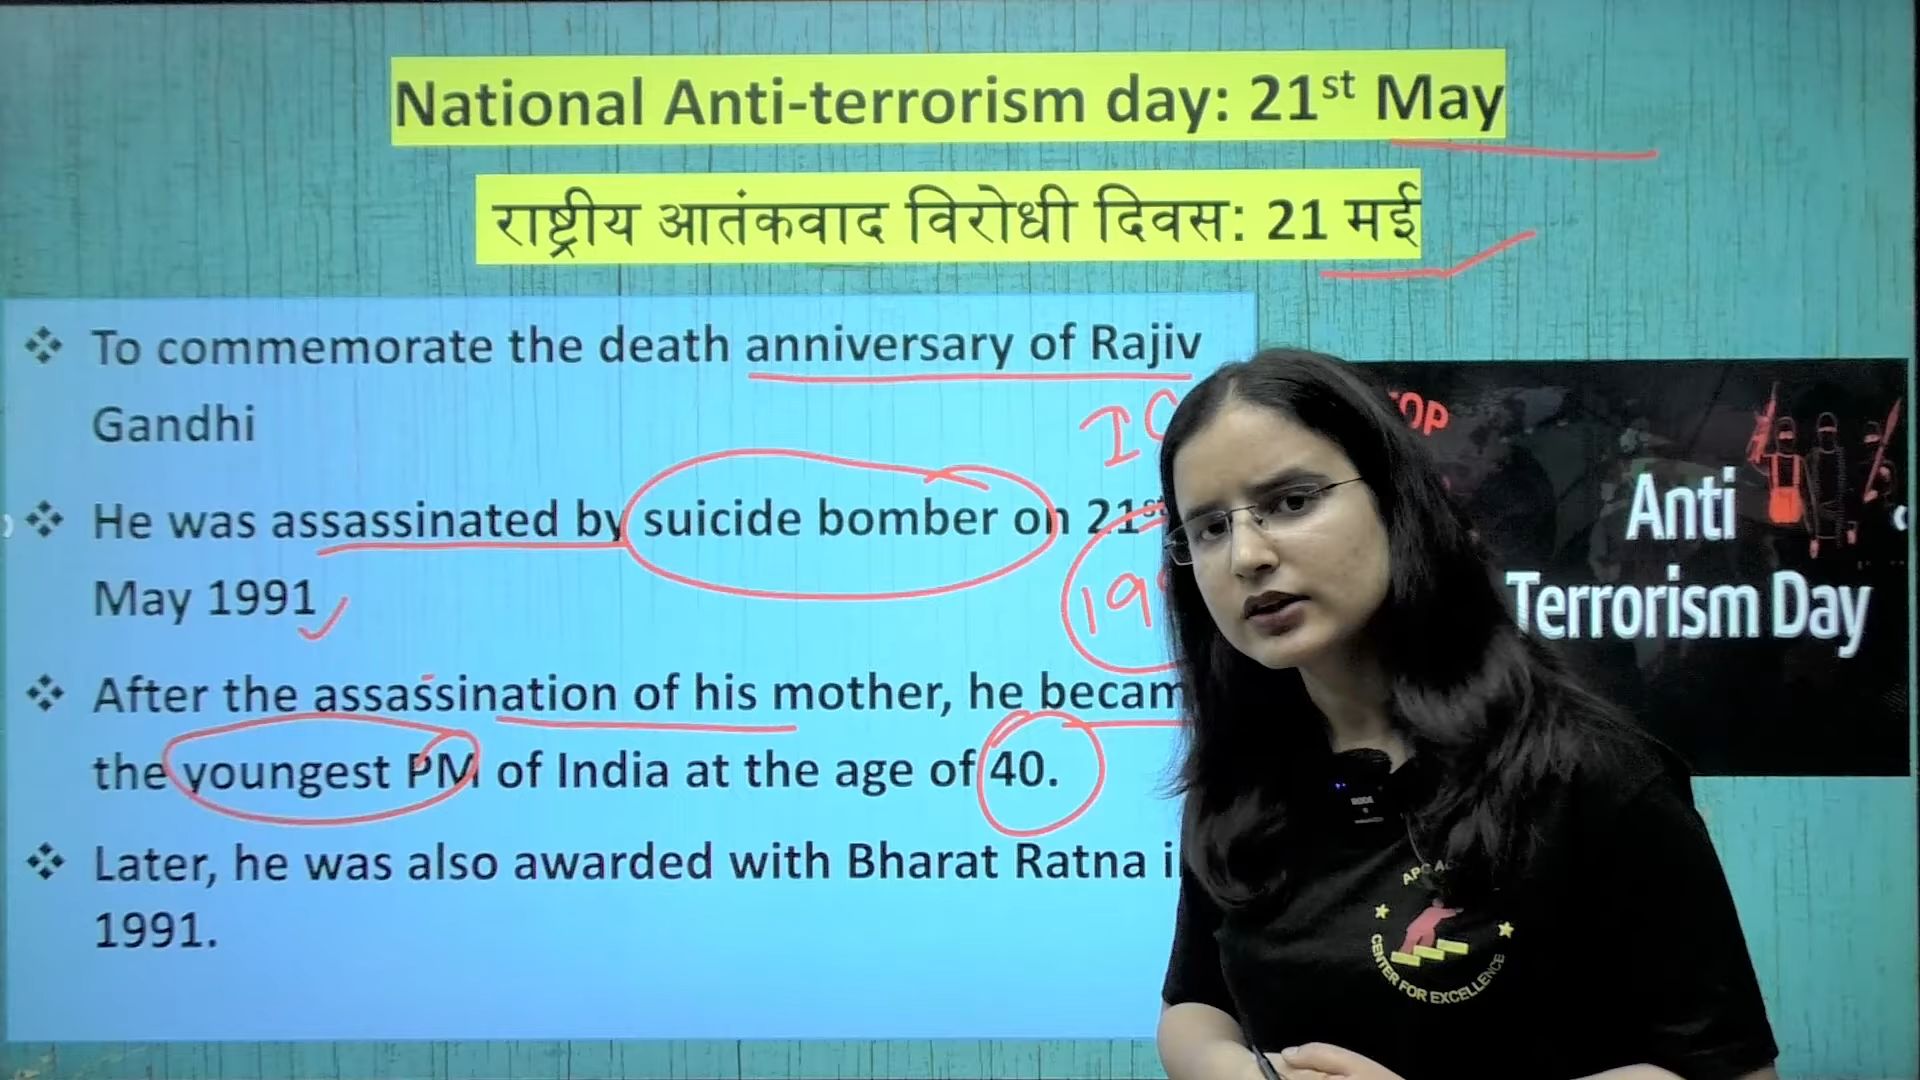 National Anti-terrorism day: 21st May
राष्ट्रीय आतंकवाद विरोधी दिवस: 21 मई
❖ To commemorate the death anniversary of Rajiv
Gandhi
❖ He was assassinated by suicide bomber on 21st
May 1991
❖ After the assassination of his mother, he becam
the youngest PM of India at the age of 40.
❖ Later, he was also awarded with Bharat Ratna i
1991.
Anti
Terrorism Day
RODE
CENTER FOR EXCELLENCE